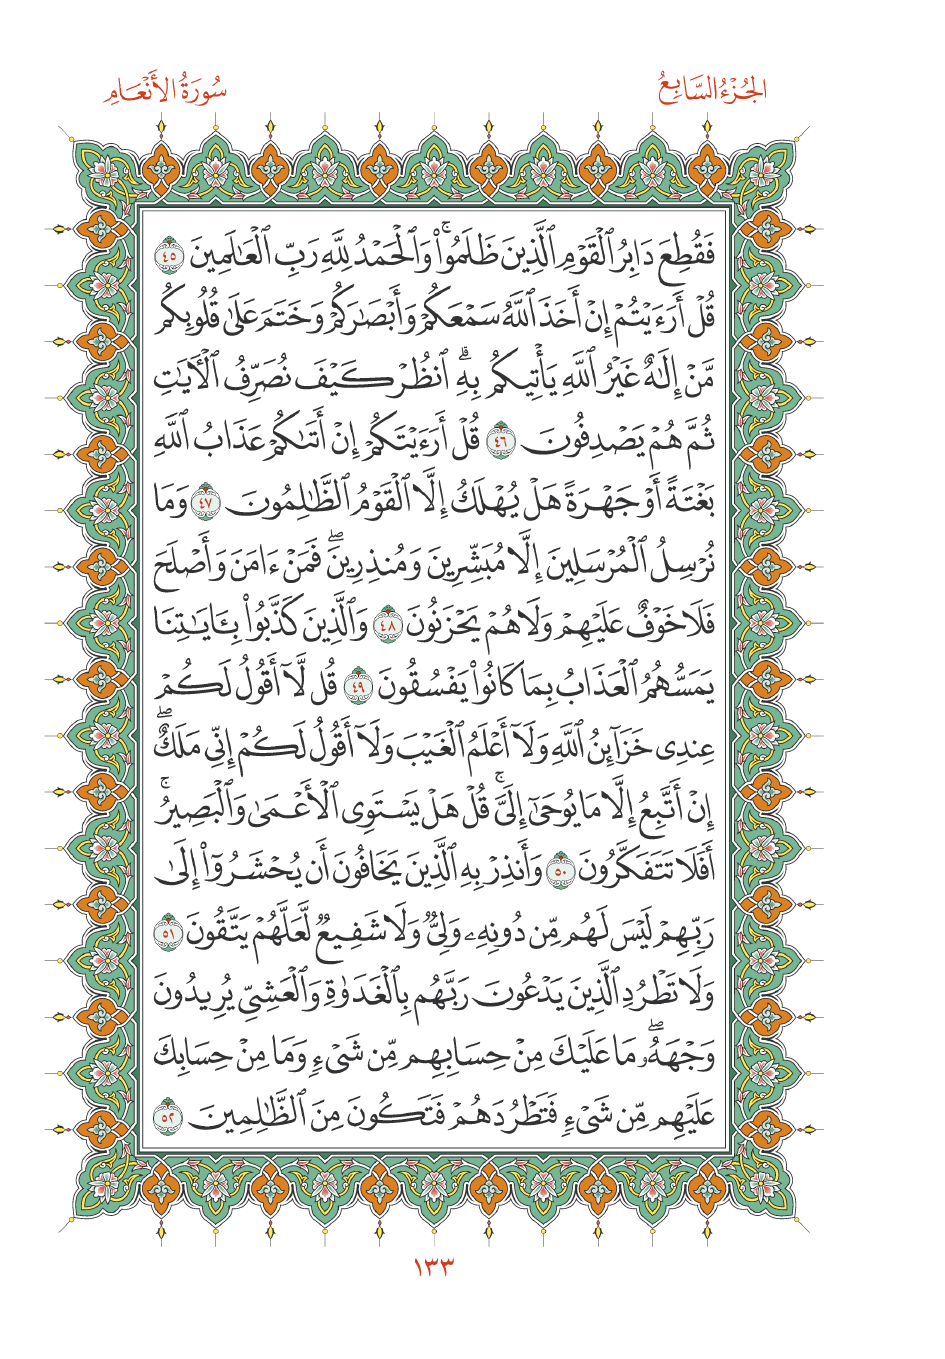 الجُزْءُ السَّابِعُ
سُورَةُ الأَنْعَامِ
فَقُطِعَ دَابِرُ ٱلْقَوْمِ ٱلَّذِينَ ظَلَمُوا۟ۚ وَٱلْحَمْدُ لِلَّهِ رَبِّ ٱلْعَـٰلَمِينَ ٤٥
قُلْ أَرَءَيْتُمْ إِنْ أَخَذَ ٱللَّهُ سَمْعَكُمْ وَأَبْصَـٰرَكُمْ وَخَتَمَ عَلَىٰ قُلُوبِكُم
مَّنْ إِلَـٰهٌ غَيْرُ ٱللَّهِ يَأْتِيكُم بِهِۗ ٱنظُرْ كَيْفَ نُصَرِّفُ ٱلْـَٔايَـٰتِ
ثُمَّ هُمْ يَصْدِفُونَ ٤٦ قُلْ أَرَءَيْتَكُمْ إِنْ أَتَىٰكُمْ عَذَابُ ٱللَّهِ
بَغْتَةً أَوْ جَهْرَةً هَلْ يُهْلَكُ إِلَّا ٱلْقَوْمُ ٱلظَّـٰلِمُونَ ٤٧ وَمَا
نُرْسِلُ ٱلْمُرْسَلِينَ إِلَّا مُبَشِّرِينَ وَمُنذِرِينَۖ فَمَنْ ءَامَنَ وَأَصْلَحَ
فَلَا خَوْفٌ عَلَيْهِمْ وَلَا هُمْ يَحْزَنُونَ ٤٨ وَٱلَّذِينَ كَذَّبُوا۟ بِـَٔايَـٰتِنَا
يَمَسُّهُمُ ٱلْعَذَابُ بِمَا كَانُوا۟ يَفْسُقُونَ ٤٩ قُل لَّآ أَقُولُ لَكُمْ
عِندِى خَزَآئِنُ ٱللَّهِ وَلَآ أَعْلَمُ ٱلْغَيْبَ وَلَآ أَقُولُ لَكُمْ إِنِّى مَلَكٌۖ
إِنْ أَتَّبِعُ إِلَّا مَا يُوحَىٰٓ إِلَىَّۚ قُلْ هَلْ يَسْتَوِى ٱلْأَعْمَىٰ وَٱلْبَصِيرُۚ
أَفَلَا تَتَفَكَّرُونَ ٥٠ وَأَنذِرْ بِهِ ٱلَّذِينَ يَخَافُونَ أَن يُحْشَرُوٓا۟ إِلَىٰ
رَبِّهِمْ لَيْسَ لَهُم مِّن دُونِهِۦ وَلِىٌّ وَلَا شَفِيعٌ لَّعَلَّهُمْ يَتَّقُونَ ٥١
وَلَا تَطْرُدِ ٱلَّذِينَ يَدْعُونَ رَبَّهُم بِٱلْغَدَوٰةِ وَٱلْعَشِىِّ يُرِيدُونَ
وَجْهَهُۥۖ مَا عَلَيْكَ مِنْ حِسَابِهِم مِّن شَىْءٍ وَمَا مِنْ حِسَابِكَ
عَلَيْهِم مِّن شَىْءٍ فَتَطْرُدَهُمْ فَتَكُونَ مِنَ ٱلظَّـٰلِمِينَ ٥٢
١٣٣